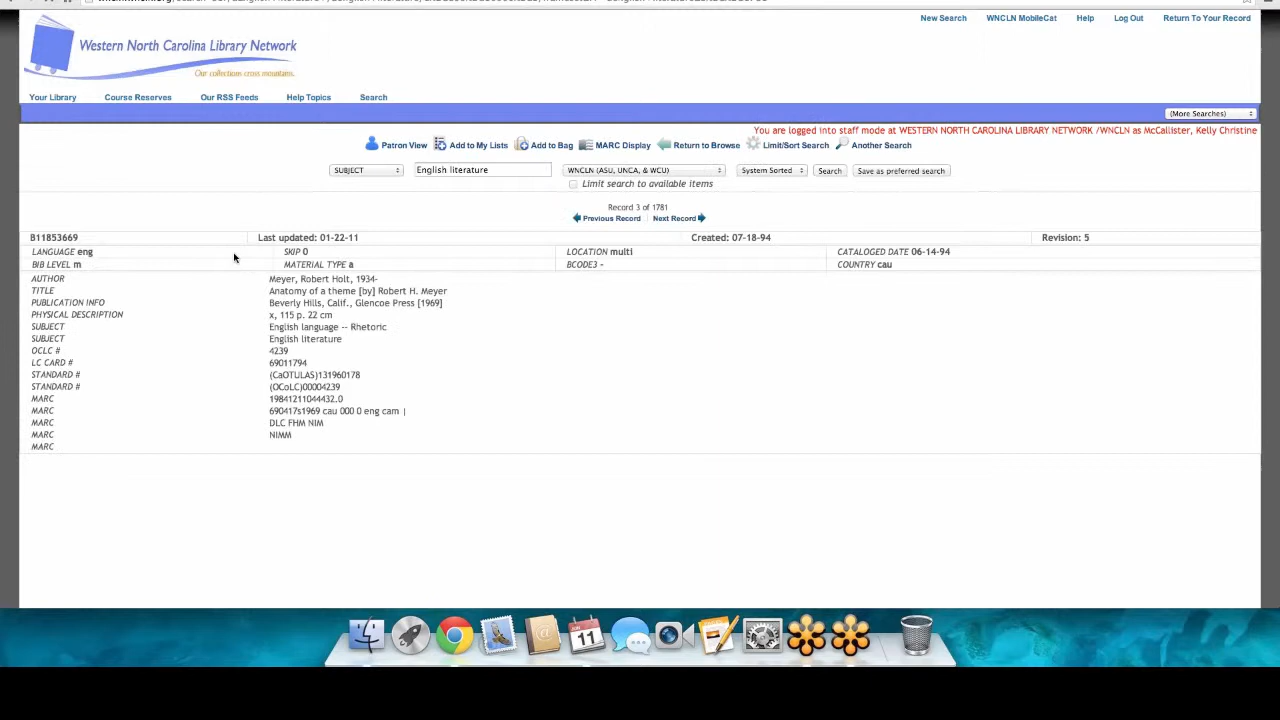 New Search WNCLN MobileCat Help Log Out Return To Your Record
Western North Carolina Library Network
Our collections cross mountains.
Your Library Course Reserves Our RSS Feeds Help Topics Search
(More Searches)
You are logged into staff mode at WESTERN NORTH CAROLINA LIBRARY NETWORK /WNCLN as McCallister, Kelly Christine
Patron View Add to My Lists Add to Bag MARC Display Return to Browse Limit/Sort Search Another Search
SUBJECT English literature WNCLN (ASU, UNCA, & WCU) System Sorted Search Save as preferred search
Limit search to available items
Record 3 of 1781
Previous Record Next Record
B11853669 Last updated: 01-22-11 Created: 07-18-94 Revision: 5
LANGUAGE eng SKIP 0 LOCATION multi CATALOGED DATE 06-14-94
BIB LEVEL m MATERIAL TYPE a BCODE3 - COUNTRY cau
AUTHOR Meyer, Robert Holt, 1934-
TITLE Anatomy of a theme [by] Robert H. Meyer
PUBLICATION INFO Beverly Hills, Calif., Glencoe Press [1969]
PHYSICAL DESCRIPTION x, 115 p. 22 cm
SUBJECT English language -- Rhetoric
SUBJECT English literature
OCLC # 4239
LC CARD # 69011794
STANDARD # (CaOTULAS)131960178
STANDARD # (OCoLC)00004239
MARC 19841211044432.0
MARC 690417s1969 cau 000 0 eng cam |
MARC DLC FHM NIM
MARC NIMM
MARC
11